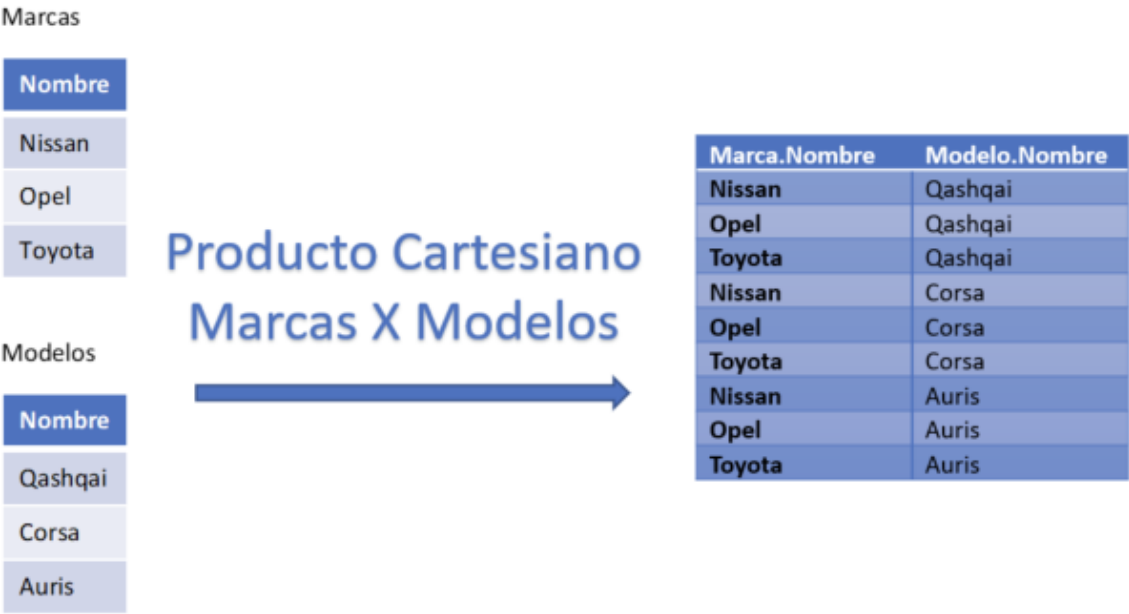 Marcas
Nombre
Nissan
Opel
Toyota
Modelos
Nombre
Qashqai
Corsa
Auris
Producto Cartesiano
Marcas X Modelos
Marca.Nombre Modelo.Nombre
Nissan Qashqai
Opel Qashqai
Toyota Qashqai
Nissan Corsa
Opel Corsa
Toyota Corsa
Nissan Auris
Opel Auris
Toyota Auris